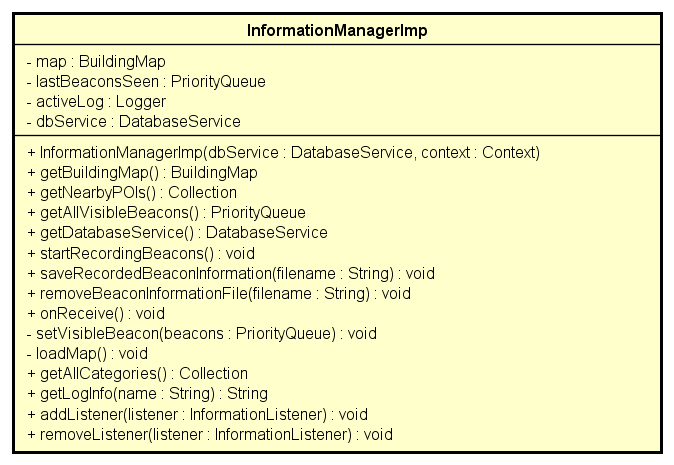 InformationManagerImp
- map : BuildingMap
- lastBeaconsSeen : PriorityQueue
- activeLog : Logger
- dbService : DatabaseService
+ InformationManagerImp(dbService : DatabaseService, context : Context)
+ getBuildingMap() : BuildingMap
+ getNearbyPOIs() : Collection
+ getAllVisibleBeacons() : PriorityQueue
+ getDatabaseService() : DatabaseService
+ startRecordingBeacons() : void
+ saveRecordedBeaconInformation(filename : String) : void
+ removeBeaconInformationFile(filename : String) : void
+ onReceive() : void
- setVisibleBeacon(beacons : PriorityQueue) : void
- loadMap() : void
+ getAllCategories() : Collection
+ getLogInfo(name : String) : String
+ addListener(listener : InformationListener) : void
+ removeListener(listener : InformationListener) : void